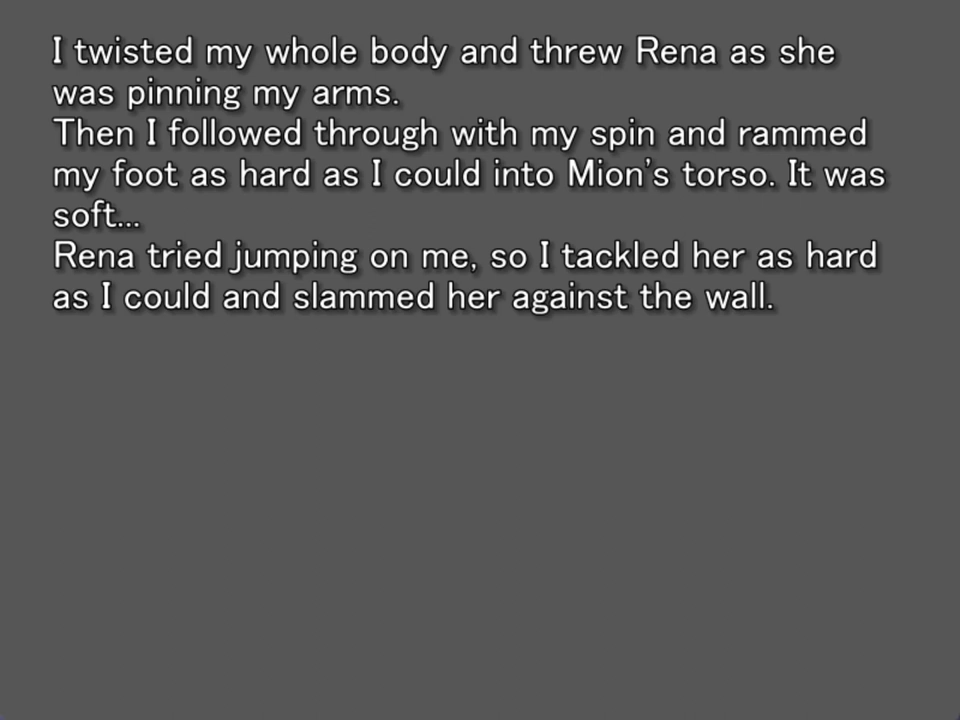 I twisted my whole body and threw Rena as she
was pinning my arms.
Then I followed through with my spin and rammed
my foot as hard as I could into Mion's torso. It was
soft...
Rena tried jumping on me, so I tackled her as hard
as I could and slammed her against the wall.